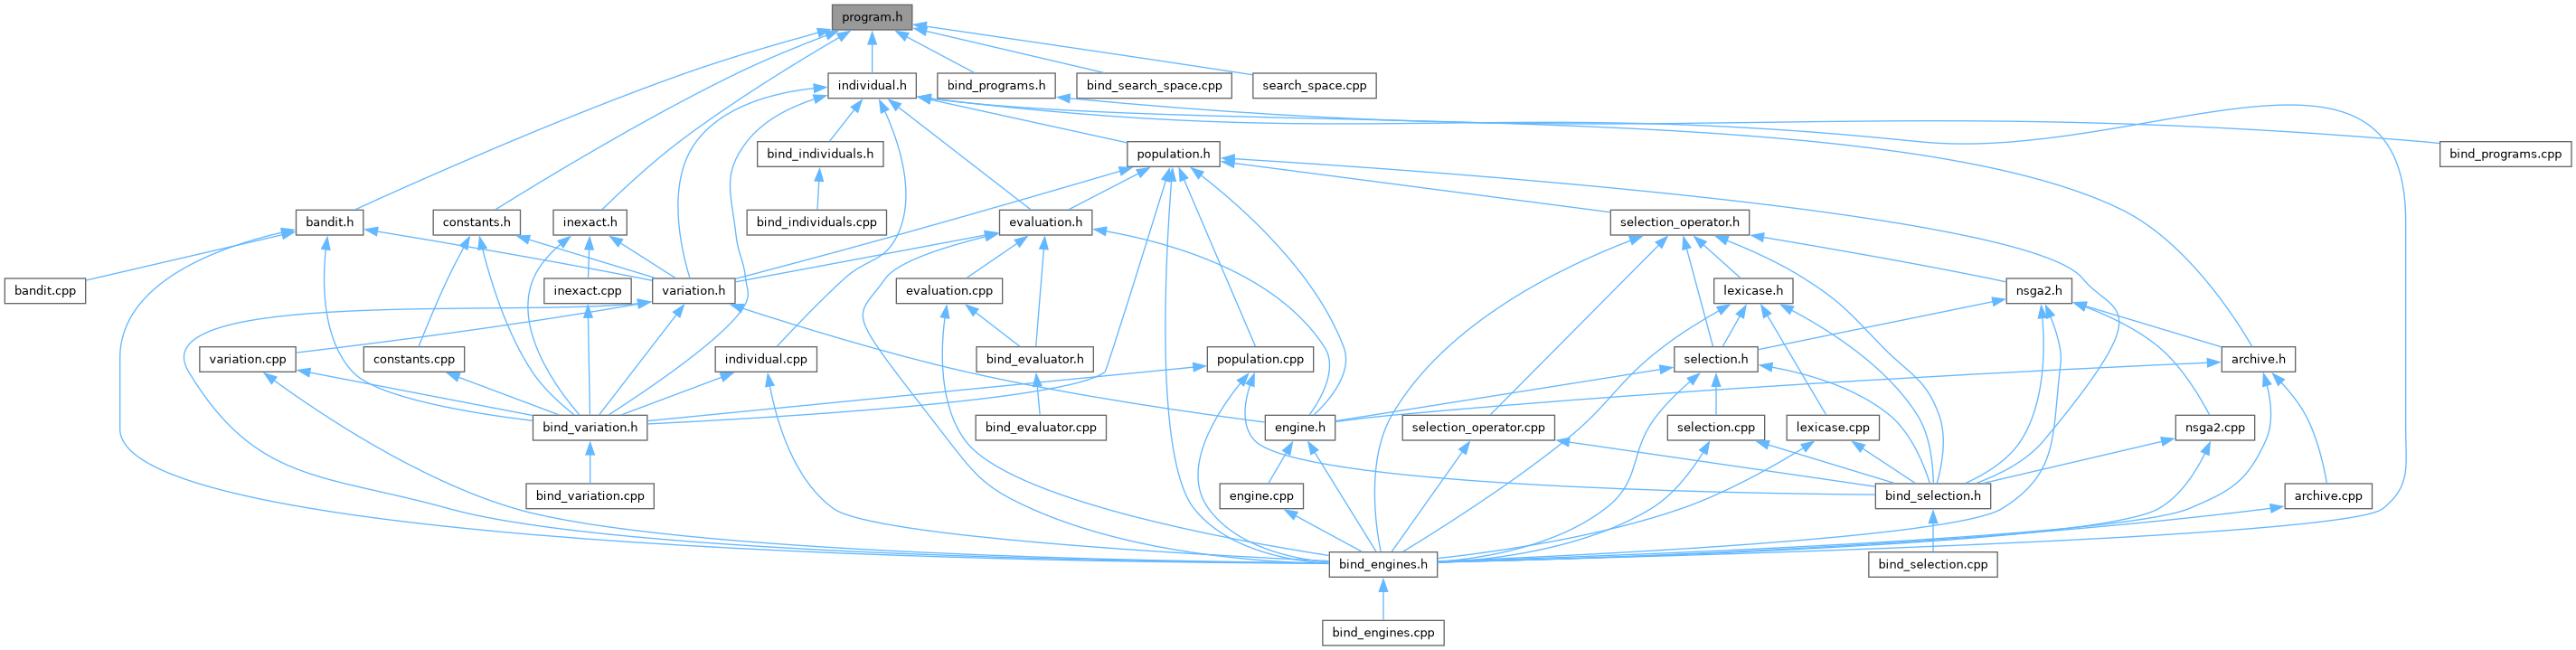 program.h
individual.h
bind_programs.h
bind_search_space.cpp
search_space.cpp
bind_individuals.h
population.h
bind_programs.cpp
bandit.h
constants.h
inexact.h
bind_individuals.cpp
evaluation.h
selection_operator.h
bandit.cpp
inexact.cpp
variation.h
evaluation.cpp
lexicase.h
nsga2.h
variation.cpp
constants.cpp
individual.cpp
bind_evaluator.h
population.cpp
selection.h
archive.h
bind_variation.h
bind_evaluator.cpp
engine.h
selection_operator.cpp
selection.cpp
lexicase.cpp
nsga2.cpp
bind_variation.cpp
engine.cpp
bind_selection.h
archive.cpp
bind_engines.h
bind_selection.cpp
bind_engines.cpp